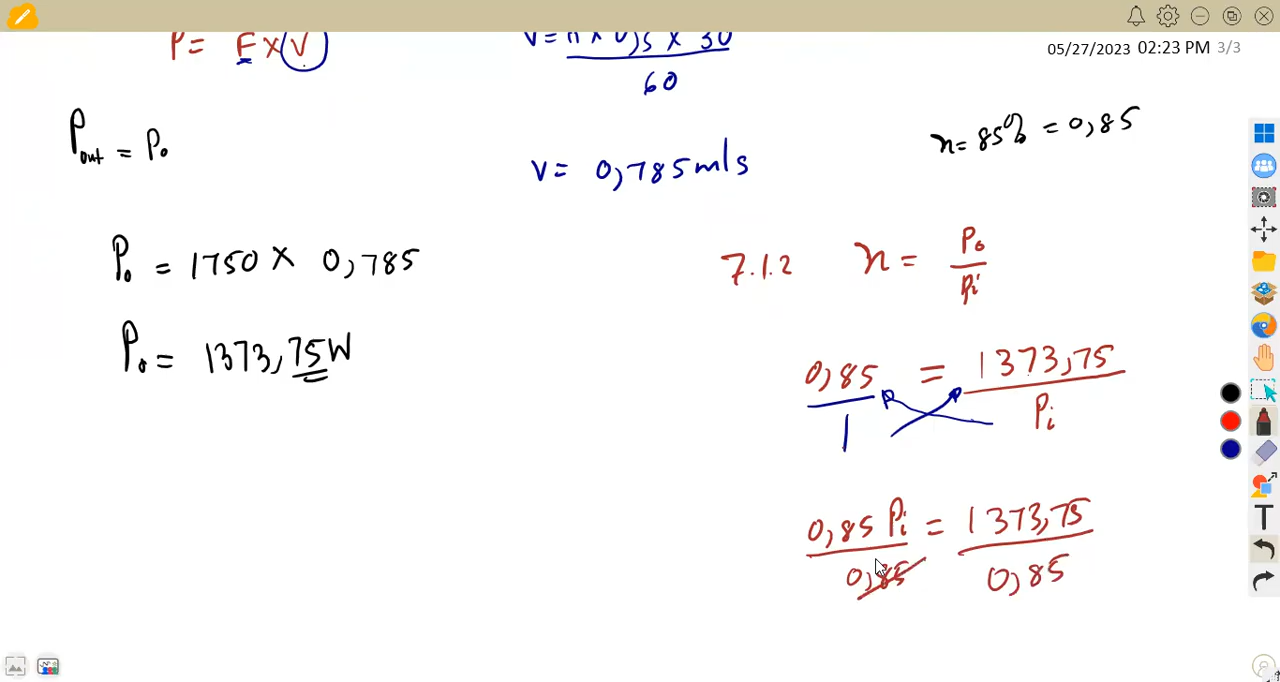 05/27/2023 02:23 PM 3/3
P = F × V
V = π × 0,5 × 30
60
P out = Po
n = 85% = 0,85
V = 0,785 m/s
Po = 1750 × 0,785
Po = 1373,75 W
7.1.2 n = Po
Pi
0,85 = 1373,75
1 Pi
0,85 Pi = 1373,75
0,85 0,85
T